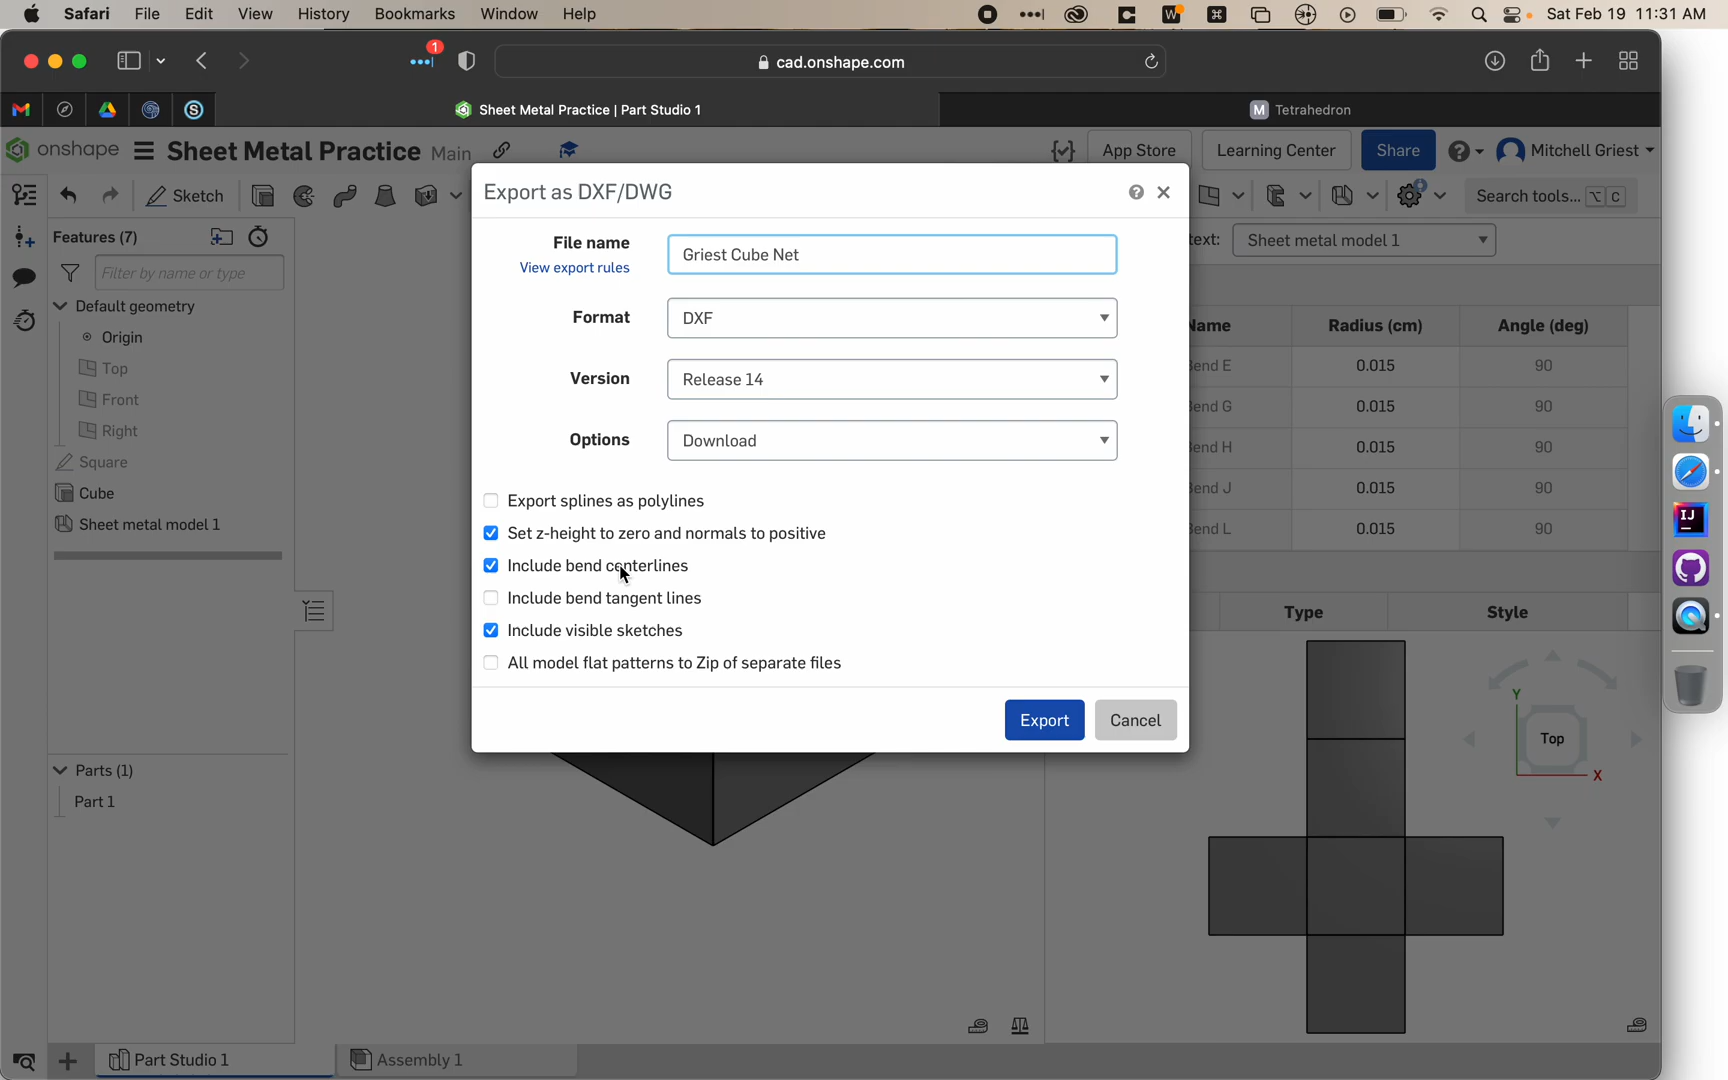 Safari File Edit View History Bookmarks Window Help Sat Feb 19 11:31 AM
1
cad.onshape.com
Sheet Metal Practice | Part Studio 1
M Tetrahedron
onshape Sheet Metal Practice Main App Store Learning Center Share Mitchell Griest
Sketch Search tools... ⌥ C
Export as DXF/DWG
Features (7)
Filter by name or type
Default geometry
Origin
Top
Front
Right
Square
Cube
Sheet metal model 1
Parts (1)
Part 1
File name
View export rules
Griest Cube Net
Format DXF
Version Release 14
Options Download
Export splines as polylines
Set z-height to zero and normals to positive
Include bend centerlines
Include bend tangent lines
Include visible sketches
All model flat patterns to Zip of separate files
Export Cancel
text: Sheet metal model 1
Name Radius (cm) Angle (deg)
Bend E 0.015 90
Bend G 0.015 90
Bend H 0.015 90
Bend J 0.015 90
Bend L 0.015 90
Type Style
Y
Top
X
IJ
Part Studio 1 Assembly 1